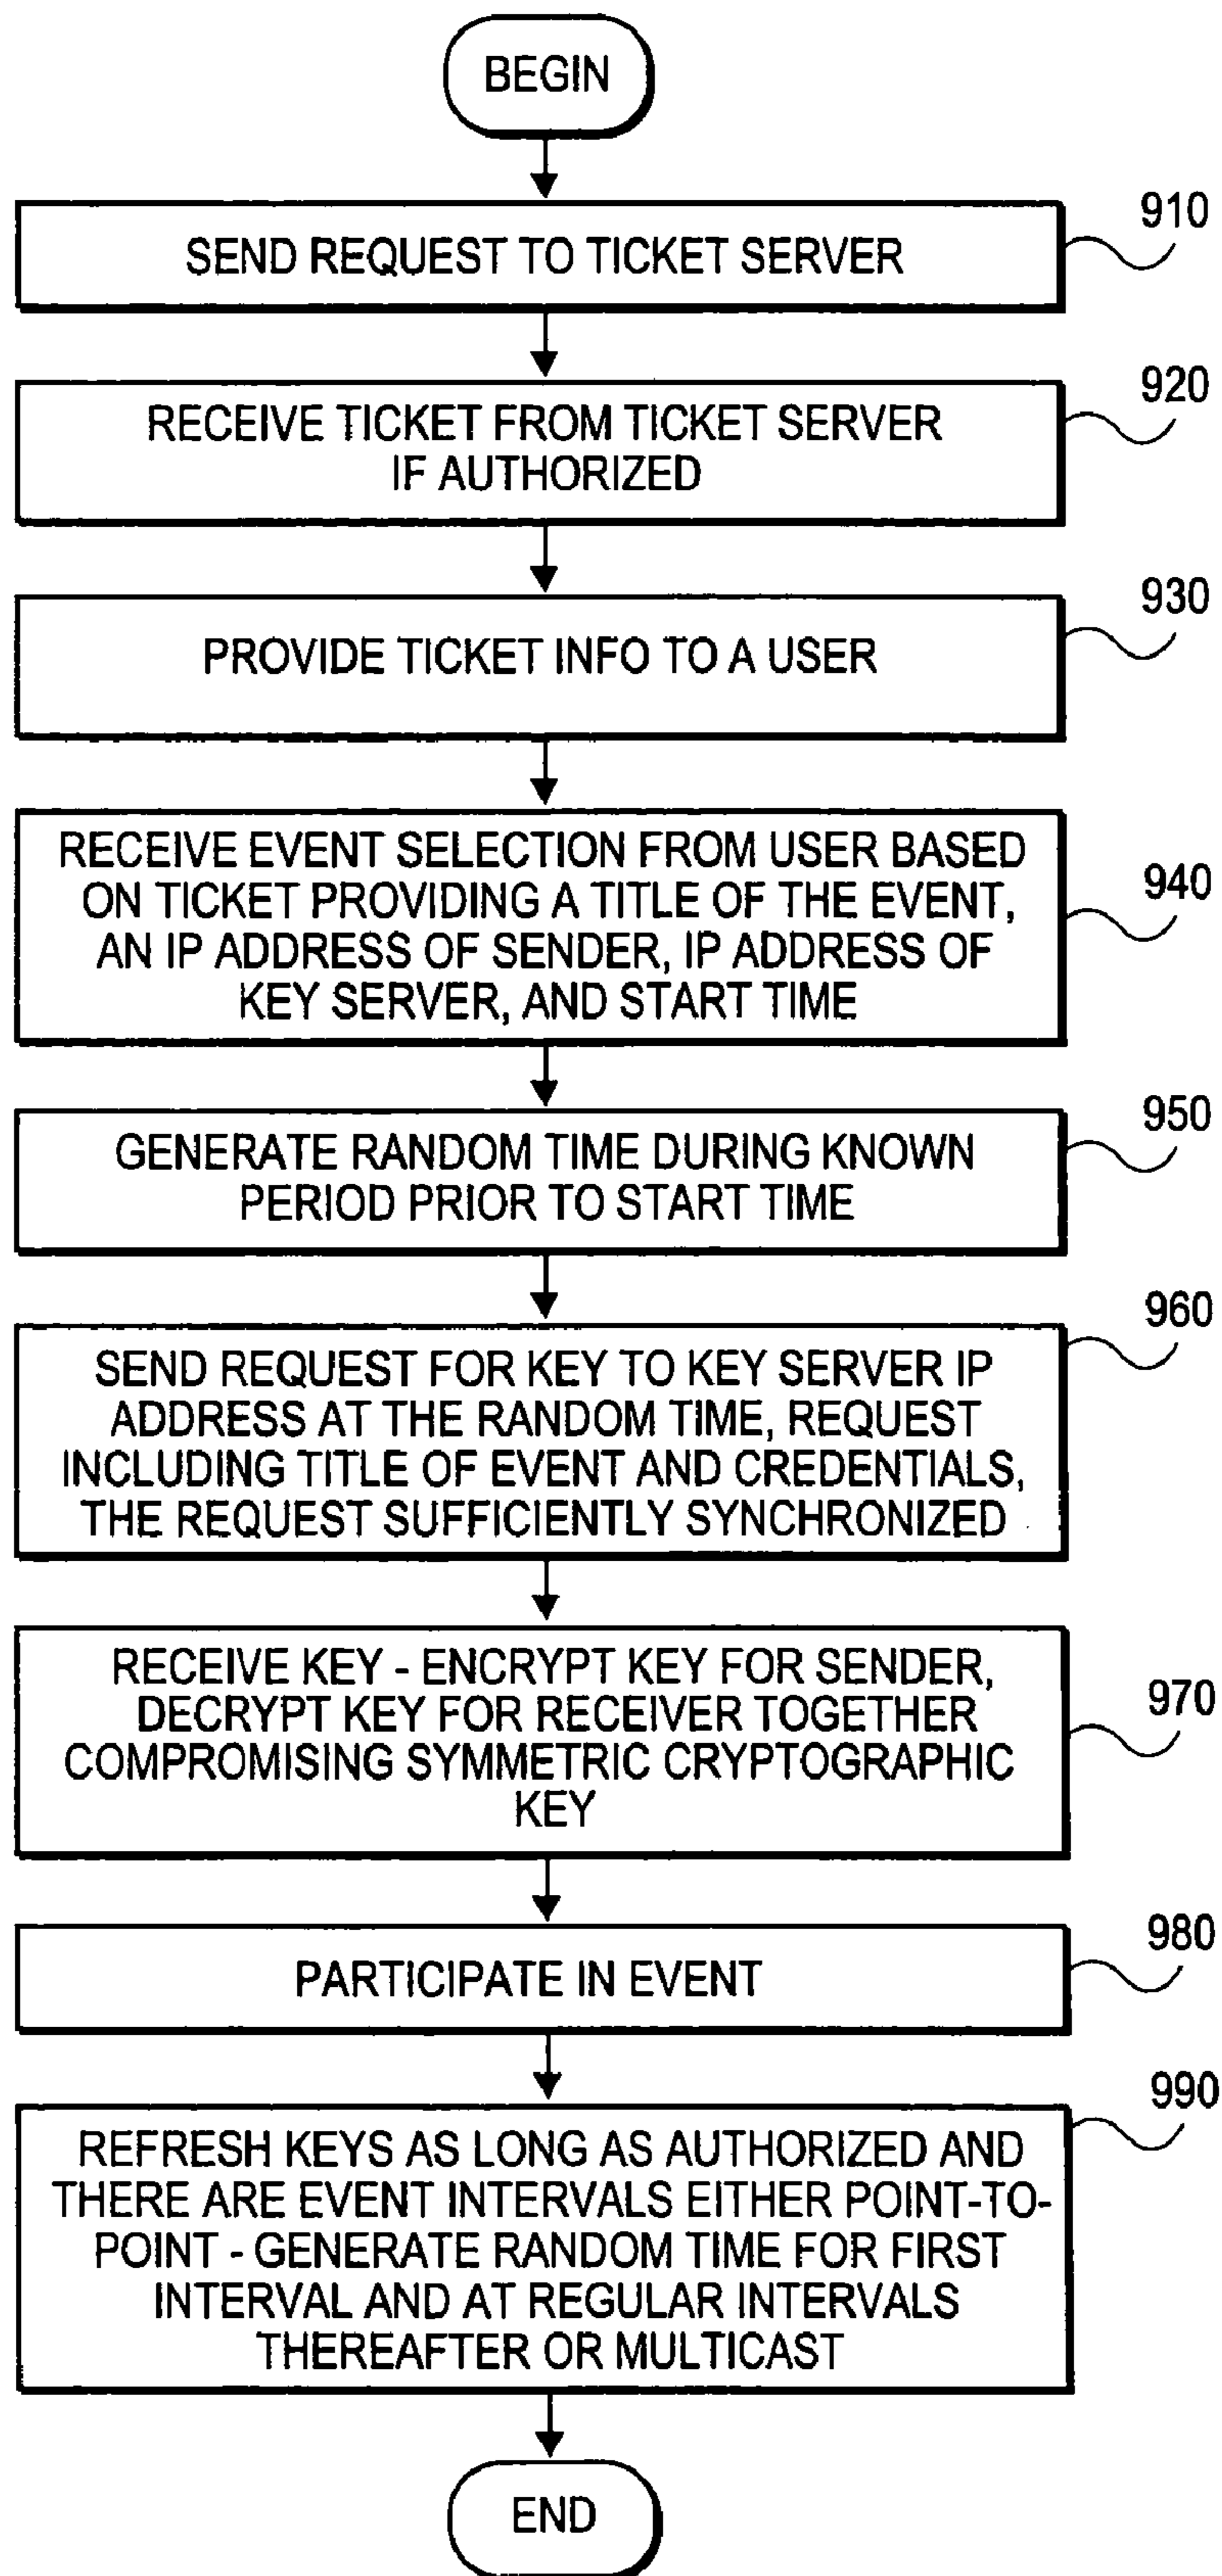 BEGIN
SEND REQUEST TO TICKET SERVER
910
RECEIVE TICKET FROM TICKET SERVER
IF AUTHORIZED
920
PROVIDE TICKET INFO TO A USER
930
RECEIVE EVENT SELECTION FROM USER BASED
ON TICKET PROVIDING A TITLE OF THE EVENT,
AN IP ADDRESS OF SENDER, IP ADDRESS OF
KEY SERVER, AND START TIME
940
GENERATE RANDOM TIME DURING KNOWN
PERIOD PRIOR TO START TIME
950
SEND REQUEST FOR KEY TO KEY SERVER IP
ADDRESS AT THE RANDOM TIME, REQUEST
INCLUDING TITLE OF EVENT AND CREDENTIALS,
THE REQUEST SUFFICIENTLY SYNCHRONIZED
960
RECEIVE KEY - ENCRYPT KEY FOR SENDER,
DECRYPT KEY FOR RECEIVER TOGETHER
COMPROMISING SYMMETRIC CRYPTOGRAPHIC
KEY
970
PARTICIPATE IN EVENT
980
REFRESH KEYS AS LONG AS AUTHORIZED AND
THERE ARE EVENT INTERVALS EITHER POINT-TO-
POINT - GENERATE RANDOM TIME FOR FIRST
INTERVAL AND AT REGULAR INTERVALS
THEREAFTER OR MULTICAST
990
END